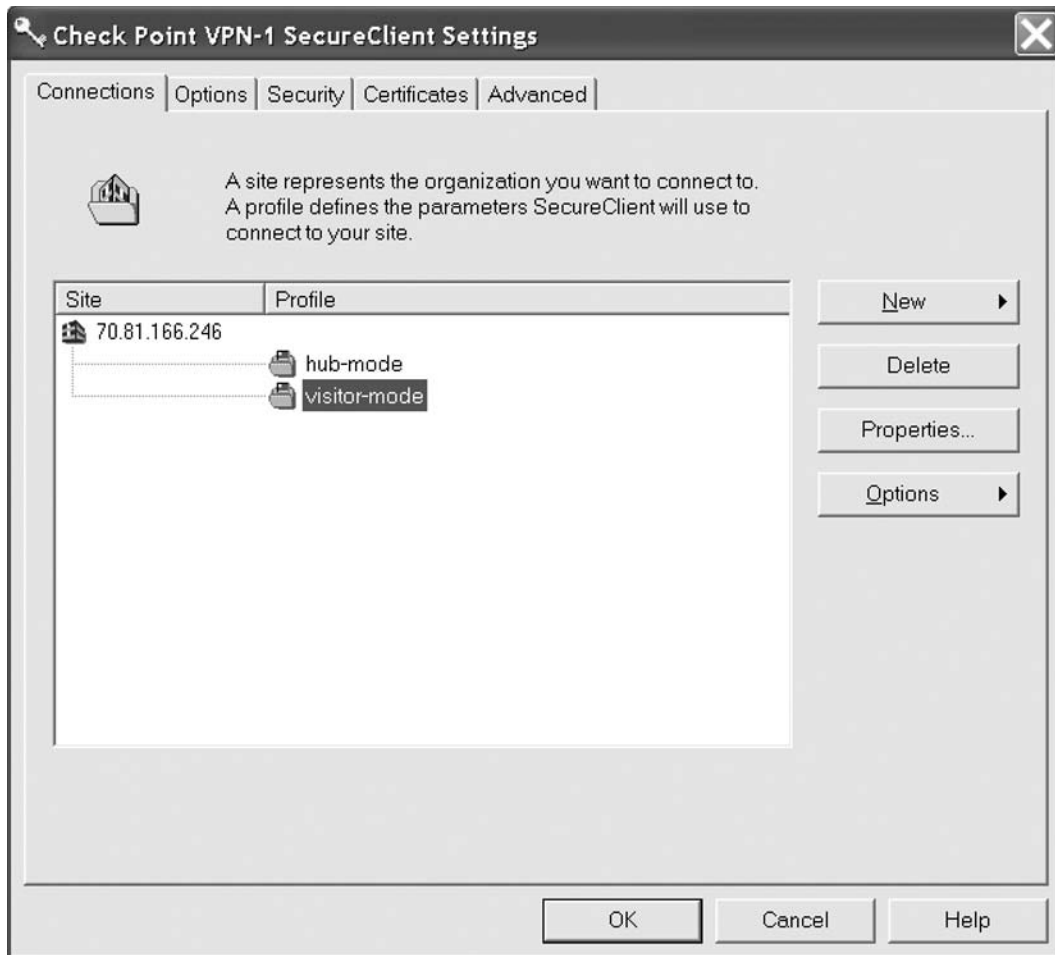 Check Point VPN-1 SecureClient Settings
Connections Options Security Certificates Advanced
A site represents the organization you want to connect to.
A profile defines the parameters SecureClient will use to
connect to your site.
Site Profile
70.81.166.246
hub-mode
visitor-mode
New
Delete
Properties...
Options
OK Cancel Help